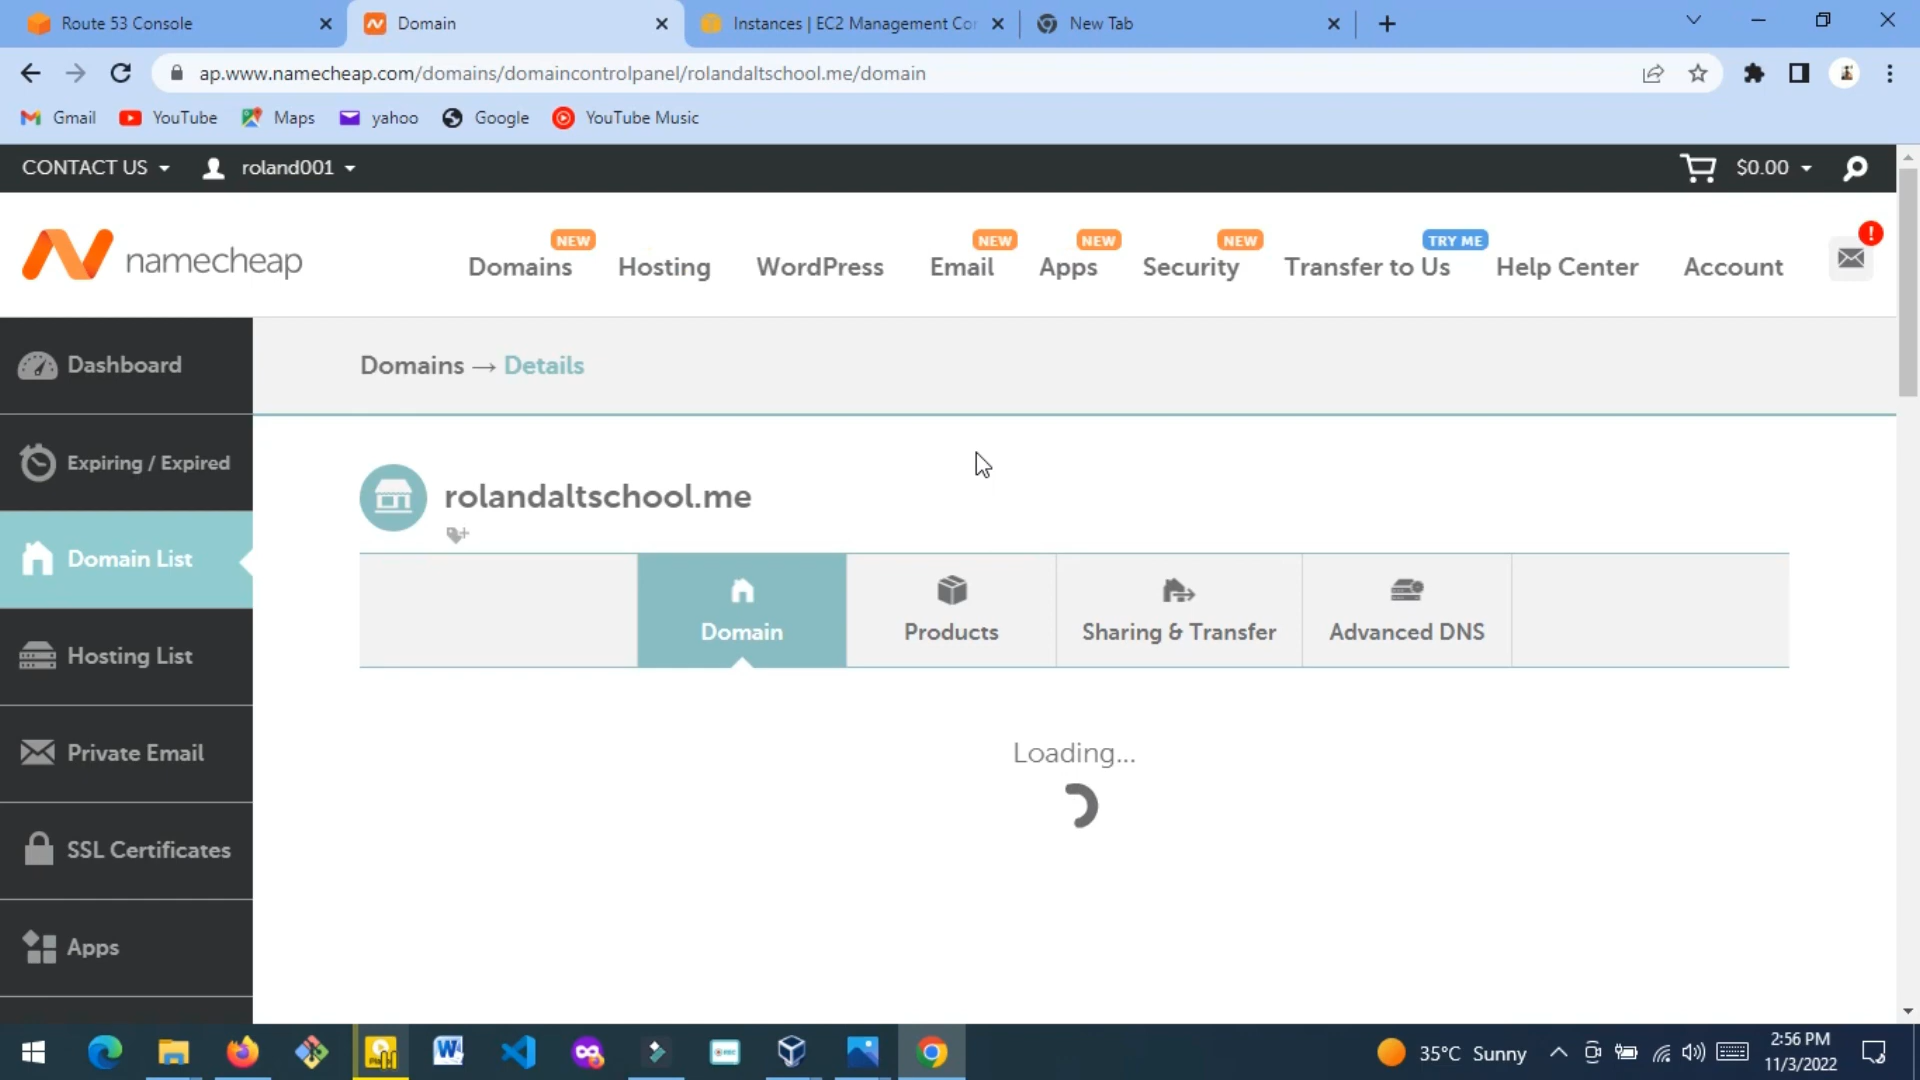 Route 53 Console
Domain
Instances | EC2 Management Cor
New Tab
ap.www.namecheap.com/domains/domaincontrolpanel/rolandaltschool.me/domain
Gmail
YouTube
Maps
yahoo
Google
YouTube Music
CONTACT US
roland001
$0.00
namecheap
NEW
Domains
Hosting
WordPress
NEW
Email
NEW
Apps
NEW
Security
TRY ME
Transfer to Us
Help Center
Account
!
Dashboard
Expiring / Expired
Domain List
Hosting List
Private Email
SSL Certificates
Apps
Domains → Details
rolandaltschool.me
Domain
Products
Sharing & Transfer
Advanced DNS
Loading...
35°C Sunny
2:56 PM
11/3/2022